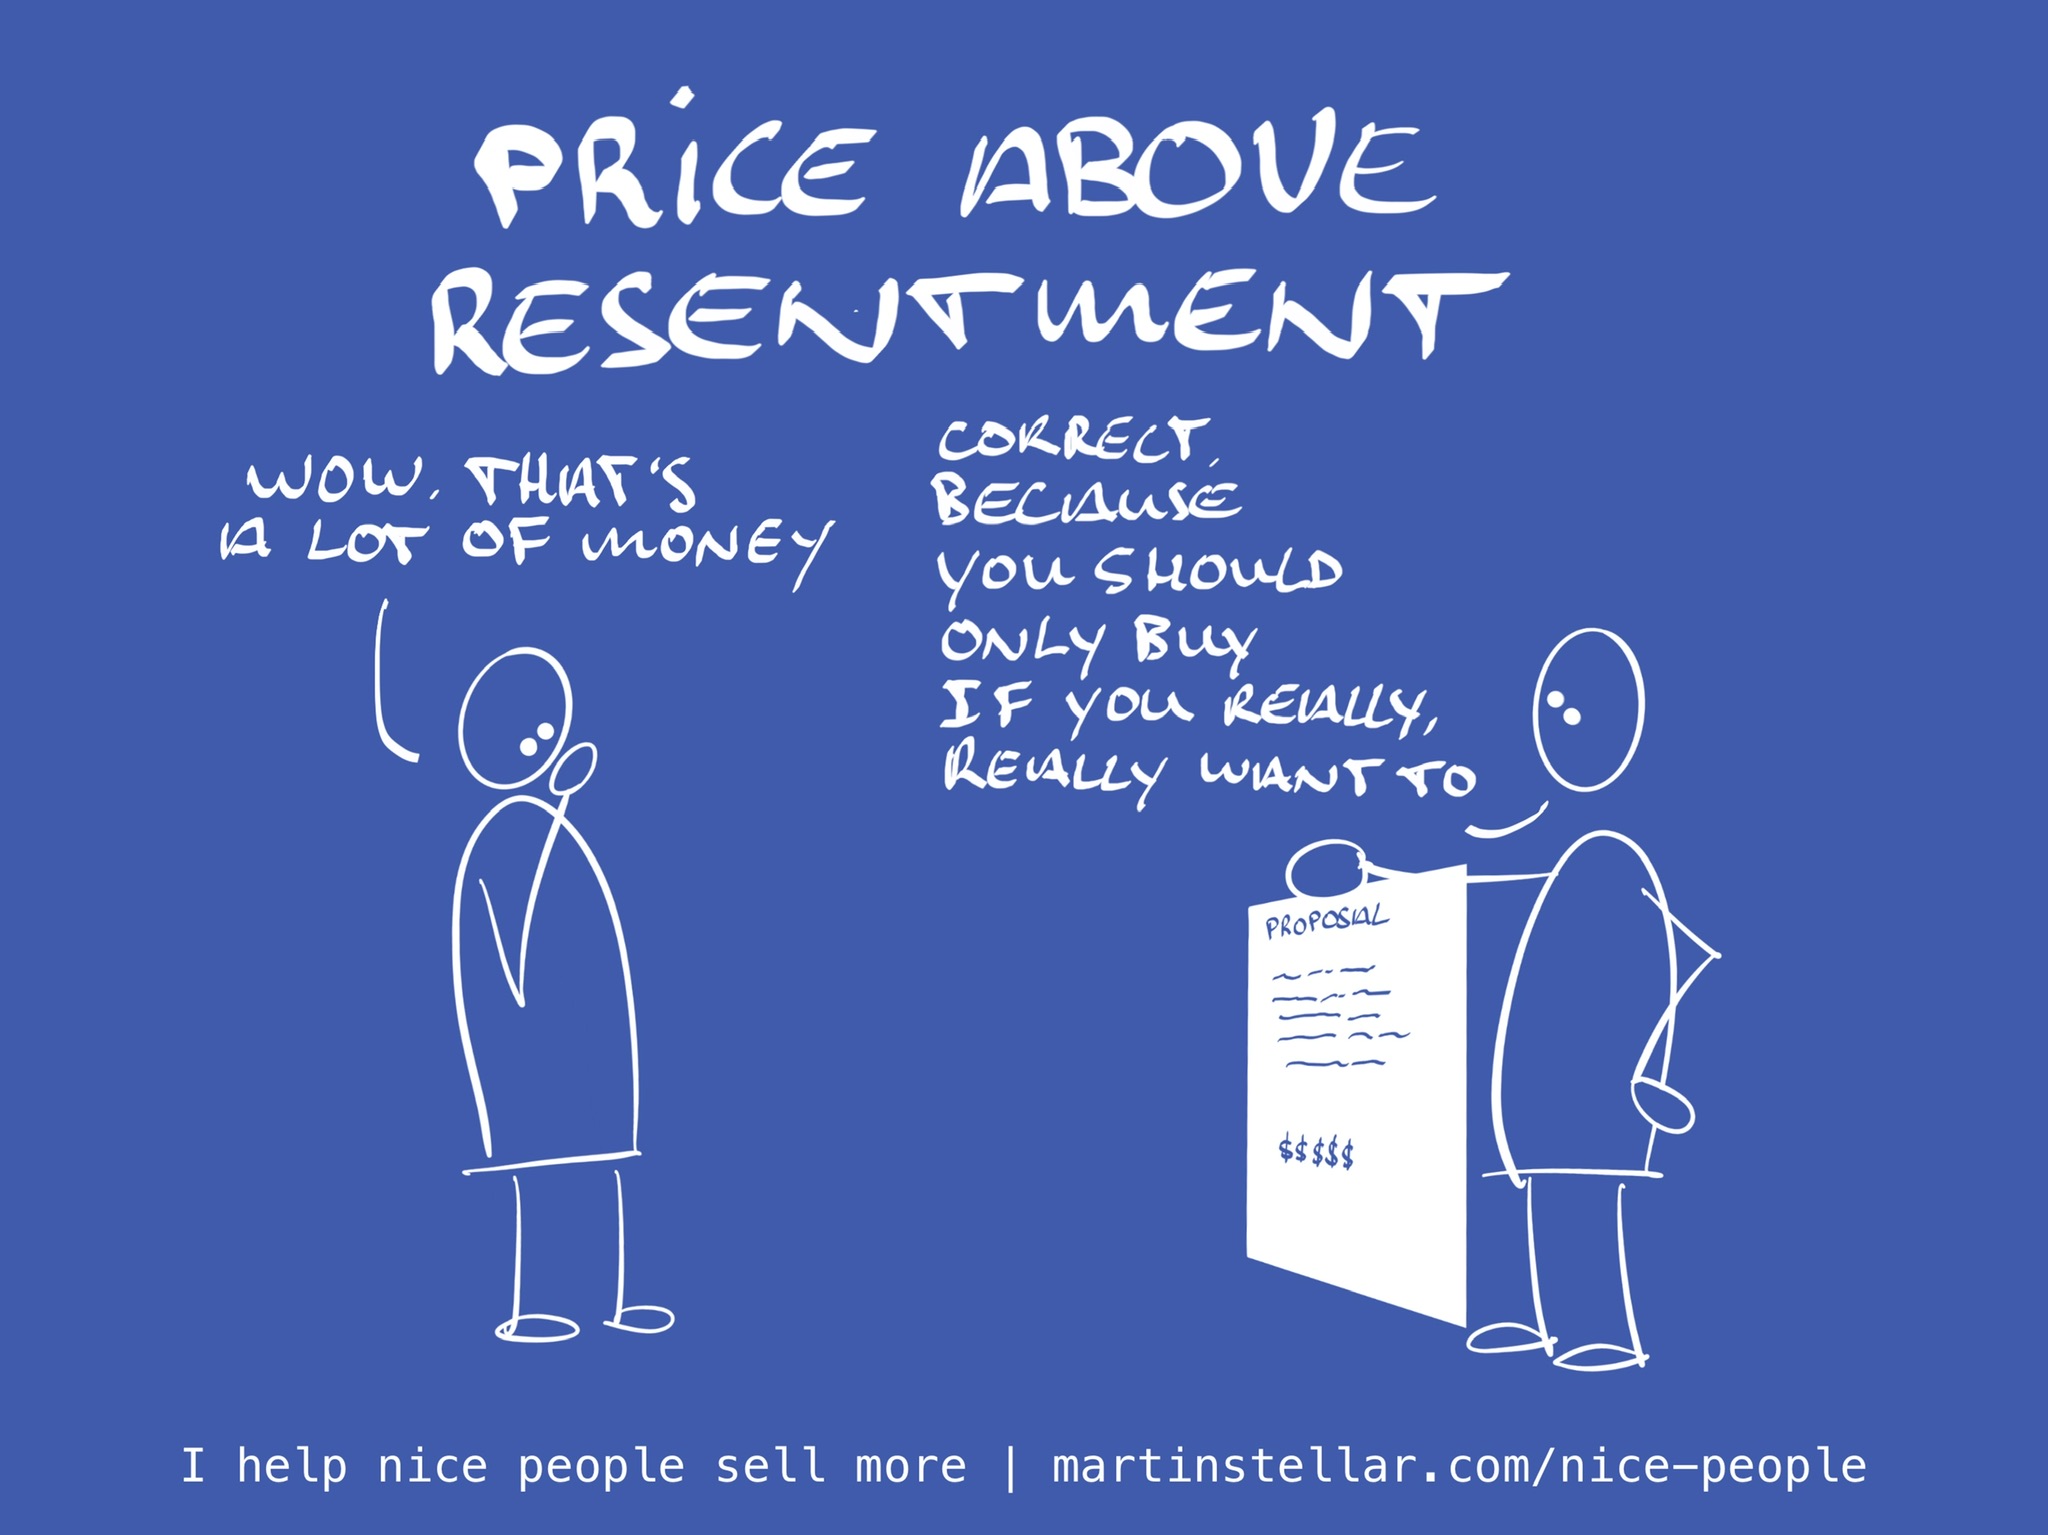 PRiCE ABOVE
RESENTMENT
WOW. THAT'S
A LOT OF MONEY
CORRECT.
BECAUSE
YOU SHOULD
ONLY BUY
IF YOU REALLY,
REALLY WANT TO
PROPOSAL
$$$$$
I help nice people sell more | martinstellar.com/nice-people